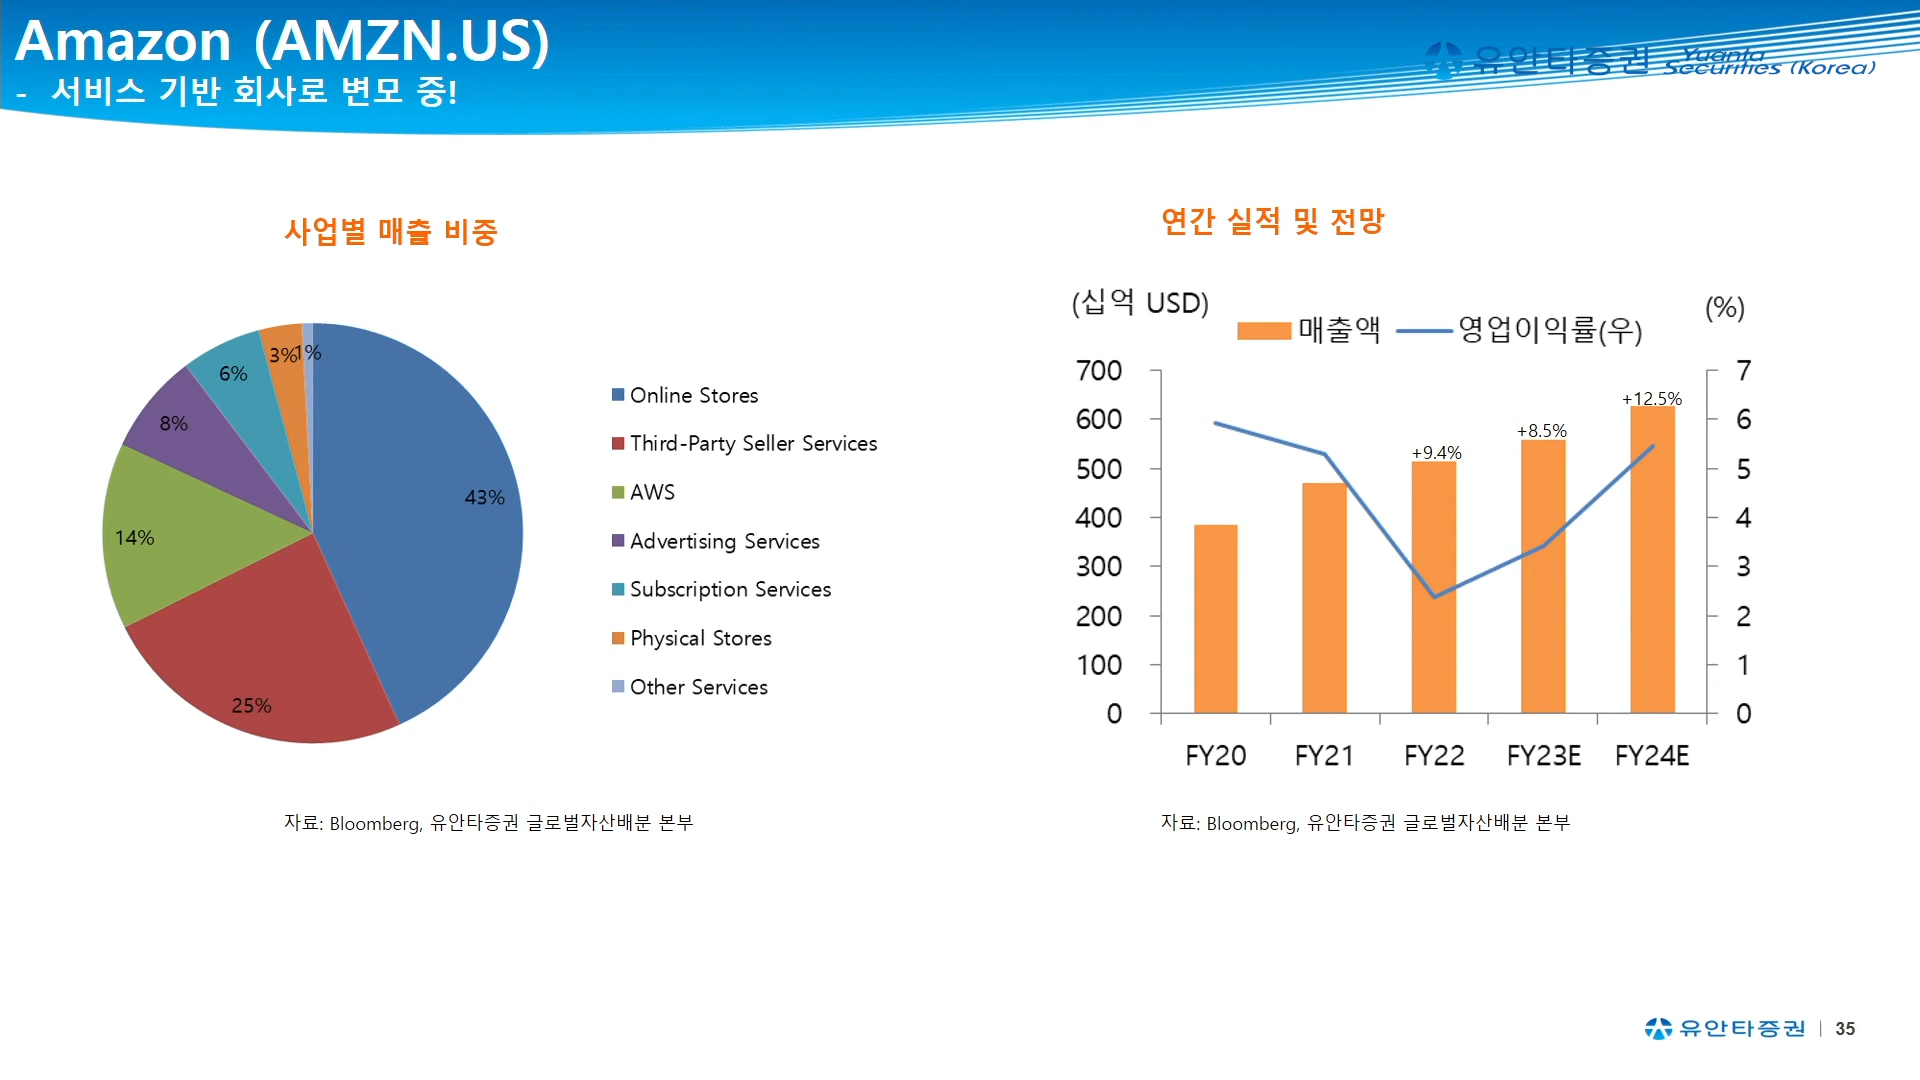 Amazon (AMZN.US)
- 서비스 기반 회사로 변모 중!
유안타증권 Yuanta Securities (Korea)
사업별 매출 비중
43%
25%
14%
8%
6%
3%
1%
Online Stores
Third-Party Seller Services
AWS
Advertising Services
Subscription Services
Physical Stores
Other Services
자료: Bloomberg, 유안타증권 글로벌자산배분 본부
연간 실적 및 전망
(십억 USD)
(%)
매출액 영업이익률(우)
700
600
500
400
300
200
100
0
+9.4%
+8.5%
+12.5%
7
6
5
4
3
2
1
0
FY20 FY21 FY22 FY23E FY24E
자료: Bloomberg, 유안타증권 글로벌자산배분 본부
유안타증권 | 35